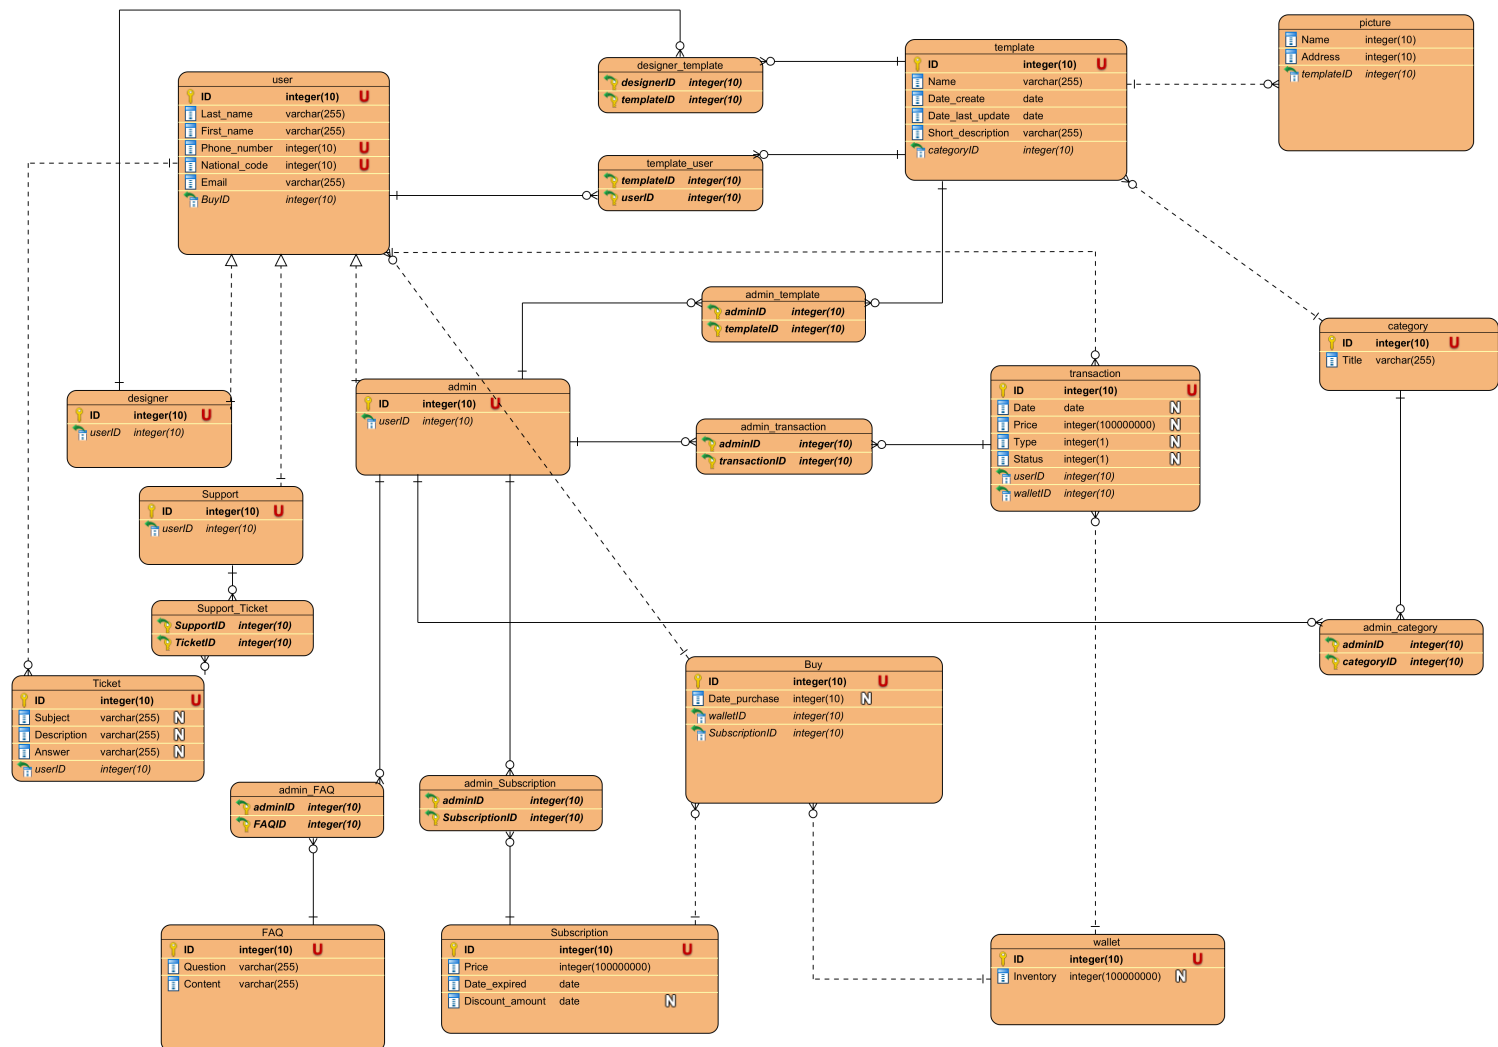 user
ID integer(10) U
Last_name varchar(255)
First_name varchar(255)
Phone_number integer(10) U
National_code integer(10) U
Email varchar(255)
BuyID integer(10)
designer_template
designerID integer(10)
templateID integer(10)
template_user
templateID integer(10)
userID integer(10)
template
ID integer(10) U
Name varchar(255)
Date_create date
Date_last_update date
Short_description varchar(255)
categoryID integer(10)
picture
Name integer(10)
Address integer(10)
templateID integer(10)
admin_template
adminID integer(10)
templateID integer(10)
category
ID integer(10) U
Title varchar(255)
designer
ID integer(10) U
userID integer(10)
admin
ID integer(10) U
userID integer(10)
admin_transaction
adminID integer(10)
transactionID integer(10)
transaction
ID integer(10) U
Date date N
Price integer(100000000) N
Type integer(1) N
Status integer(1) N
userID integer(10)
walletID integer(10)
Support
ID integer(10) U
userID integer(10)
Support_Ticket
SupportID integer(10)
TicketID integer(10)
admin_category
adminID integer(10)
categoryID integer(10)
Ticket
ID integer(10) U
Subject varchar(255) N
Description varchar(255) N
Answer varchar(255) N
userID integer(10)
Buy
ID integer(10) U
Date_purchase integer(10) N
walletID integer(10)
SubscriptionID integer(10)
admin_FAQ
adminID integer(10)
FAQID integer(10)
admin_Subscription
adminID integer(10)
SubscriptionID integer(10)
FAQ
ID integer(10) U
Question varchar(255)
Content varchar(255)
Subscription
ID integer(10) U
Price integer(100000000)
Date_expired date
Discount_amount date N
wallet
ID integer(10) U
Inventory integer(100000000) N